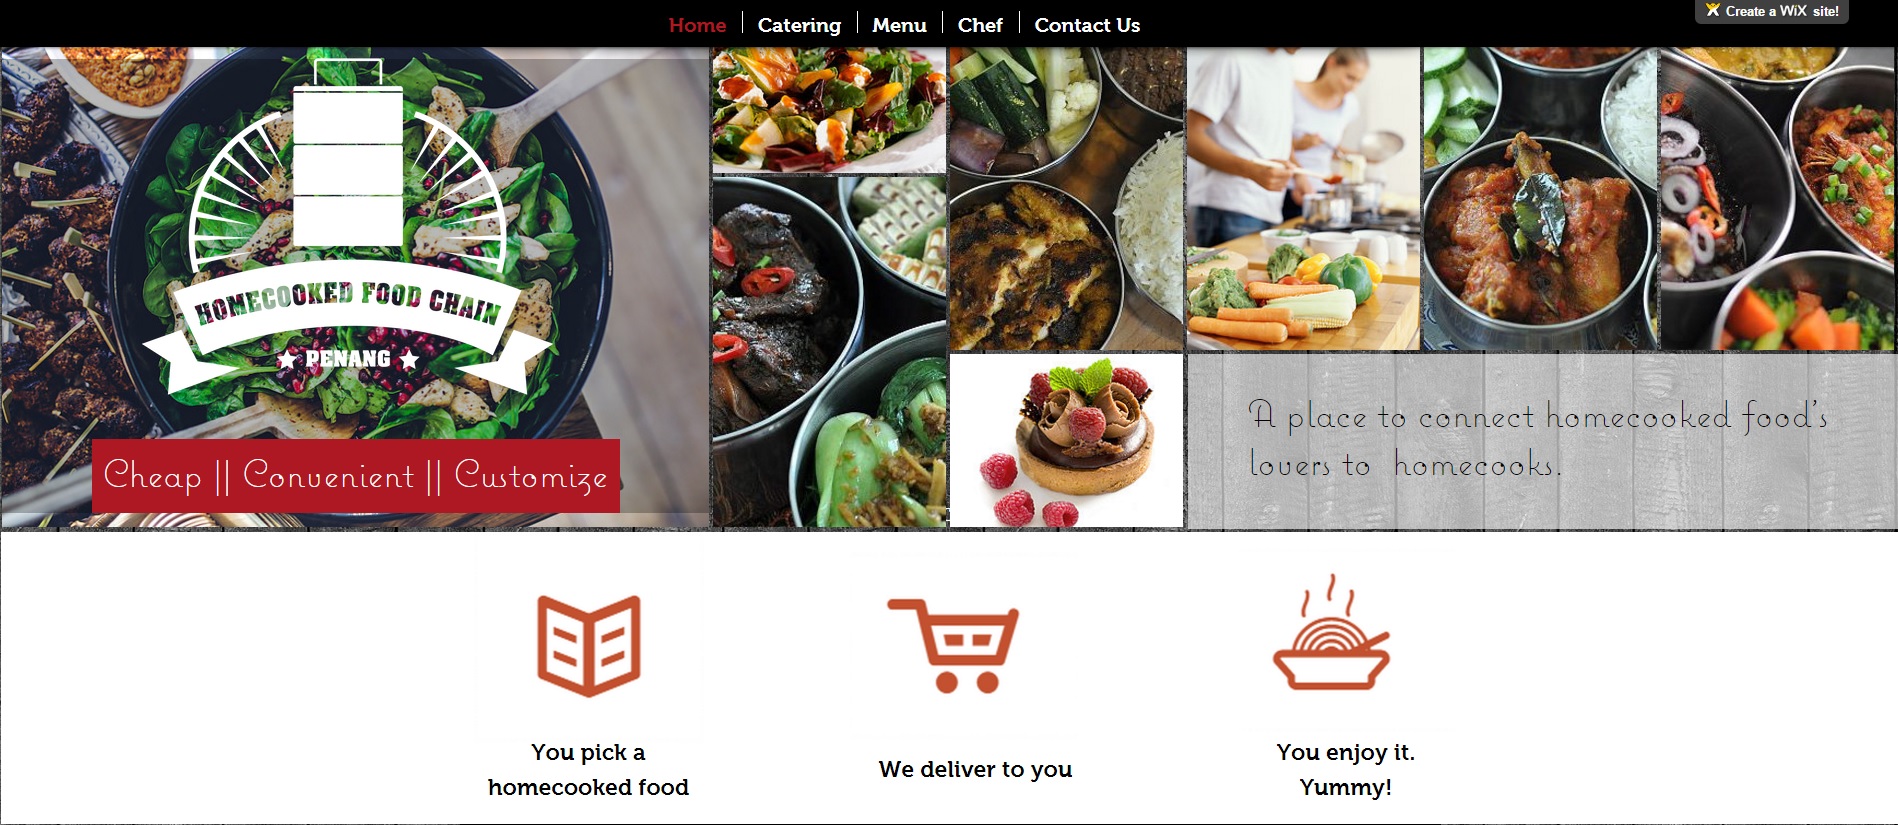 Home
Catering
Menu
Chef
Contact Us
Create a WiX site!
HOMECOOKED FOOD CHAIN
PENANG
Cheap || Convenient || Customize
A place to connect homecooked food's
lovers to homecooks.
You pick a
homecooked food
We deliver to you
You enjoy it.
Yummy!